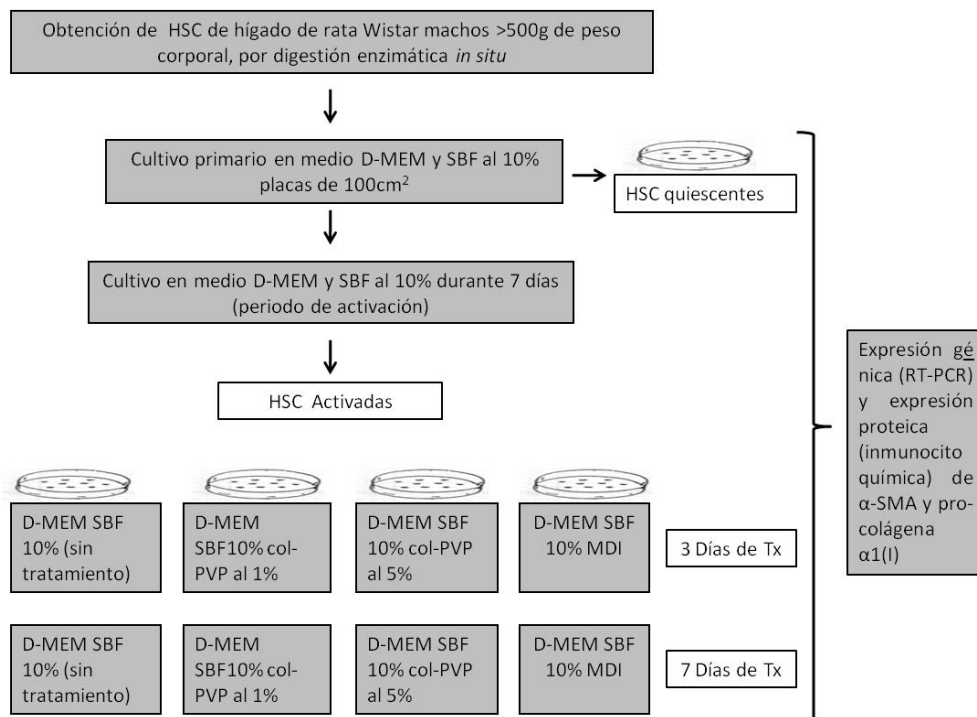 Obtención de HSC de hígado de rata Wistar machos >500g de peso
corporal, por digestión enzimática in situ
Cultivo primario en medio D-MEM y SBF al 10%
placas de 100cm²
HSC quiescentes
Cultivo en medio D-MEM y SBF al 10% durante 7 días
(periodo de activación)
HSC Activadas
D-MEM SBF
10% (sin
tratamiento)
D-MEM
SBF10% col-
PVP al 1%
D-MEM SBF
10% col-PVP
al 5%
D-MEM SBF
10% MDI
3 Días de Tx
D-MEM SBF
10% (sin
tratamiento)
D-MEM
SBF10% col-
PVP al 1%
D-MEM SBF
10% col-PVP
al 5%
D-MEM SBF
10% MDI
7 Días de Tx
Expresión gé
nica (RT-PCR)
y expresión
proteica
(inmunocito
química) de
α-SMA y pro-
colágena
α1(I)